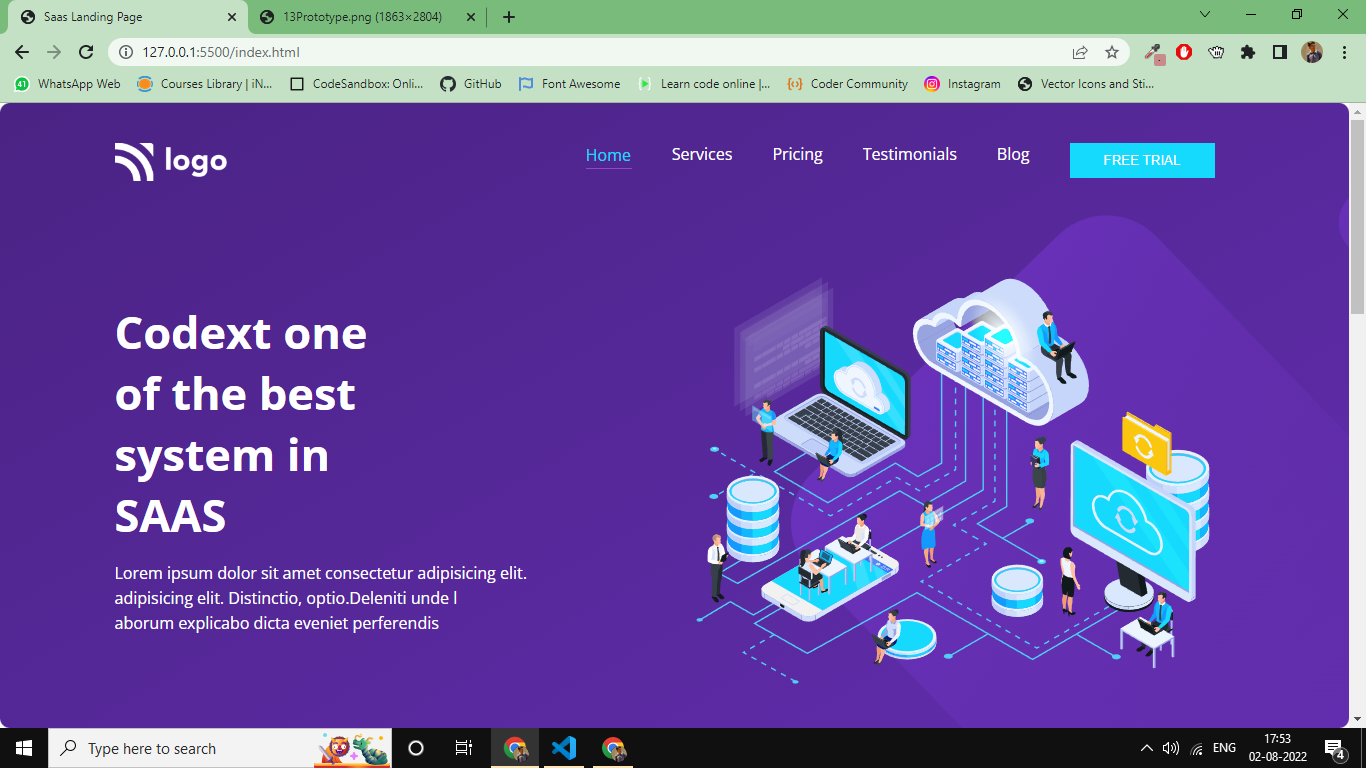 Saas Landing Page
13Prototype.png (1863×2804)
127.0.0.1:5500/index.html
41 WhatsApp Web
Courses Library | iN...
CodeSandbox: Onli...
GitHub
Font Awesome
Learn code online |...
Coder Community
Instagram
Vector Icons and Sti...
logo
Home
Services
Pricing
Testimonials
Blog
FREE TRIAL
Codext one
of the best
system in
SAAS
Lorem ipsum dolor sit amet consectetur adipisicing elit.
adipisicing elit. Distinctio, optio.Deleniti unde l
aborum explicabo dicta eveniet perferendis
Type here to search
ENG
17:53
02-08-2022
4